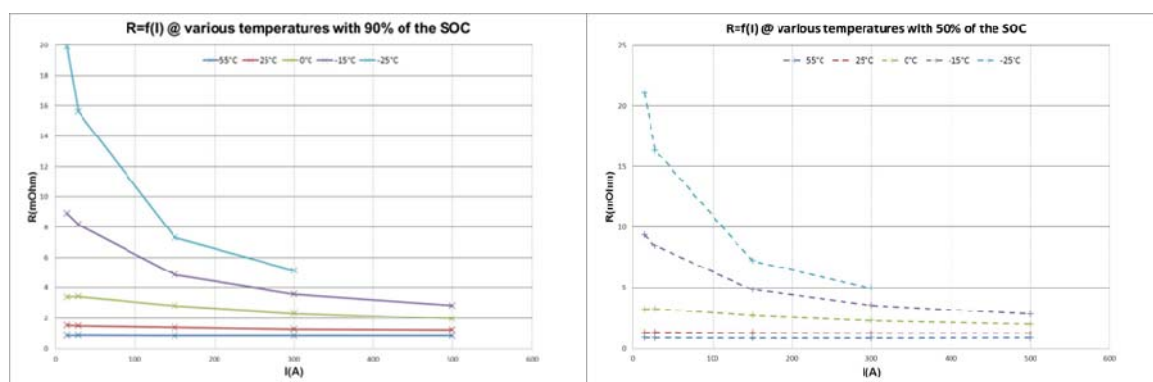 R=f(I) @ various temperatures with 90% of the SOC
55°C 25°C 0°C -15°C -25°C
20
18
16
14
12
10
8
6
4
2
0
R(mOhm)
0 100 200 300 400 500 600
I(A)
R=f(I) @ various temperatures with 50% of the SOC
55°C 25°C 0°C -15°C -25°C
25
20
15
10
5
0
R(mOhm)
0 100 200 300 400 500 600
I(A)